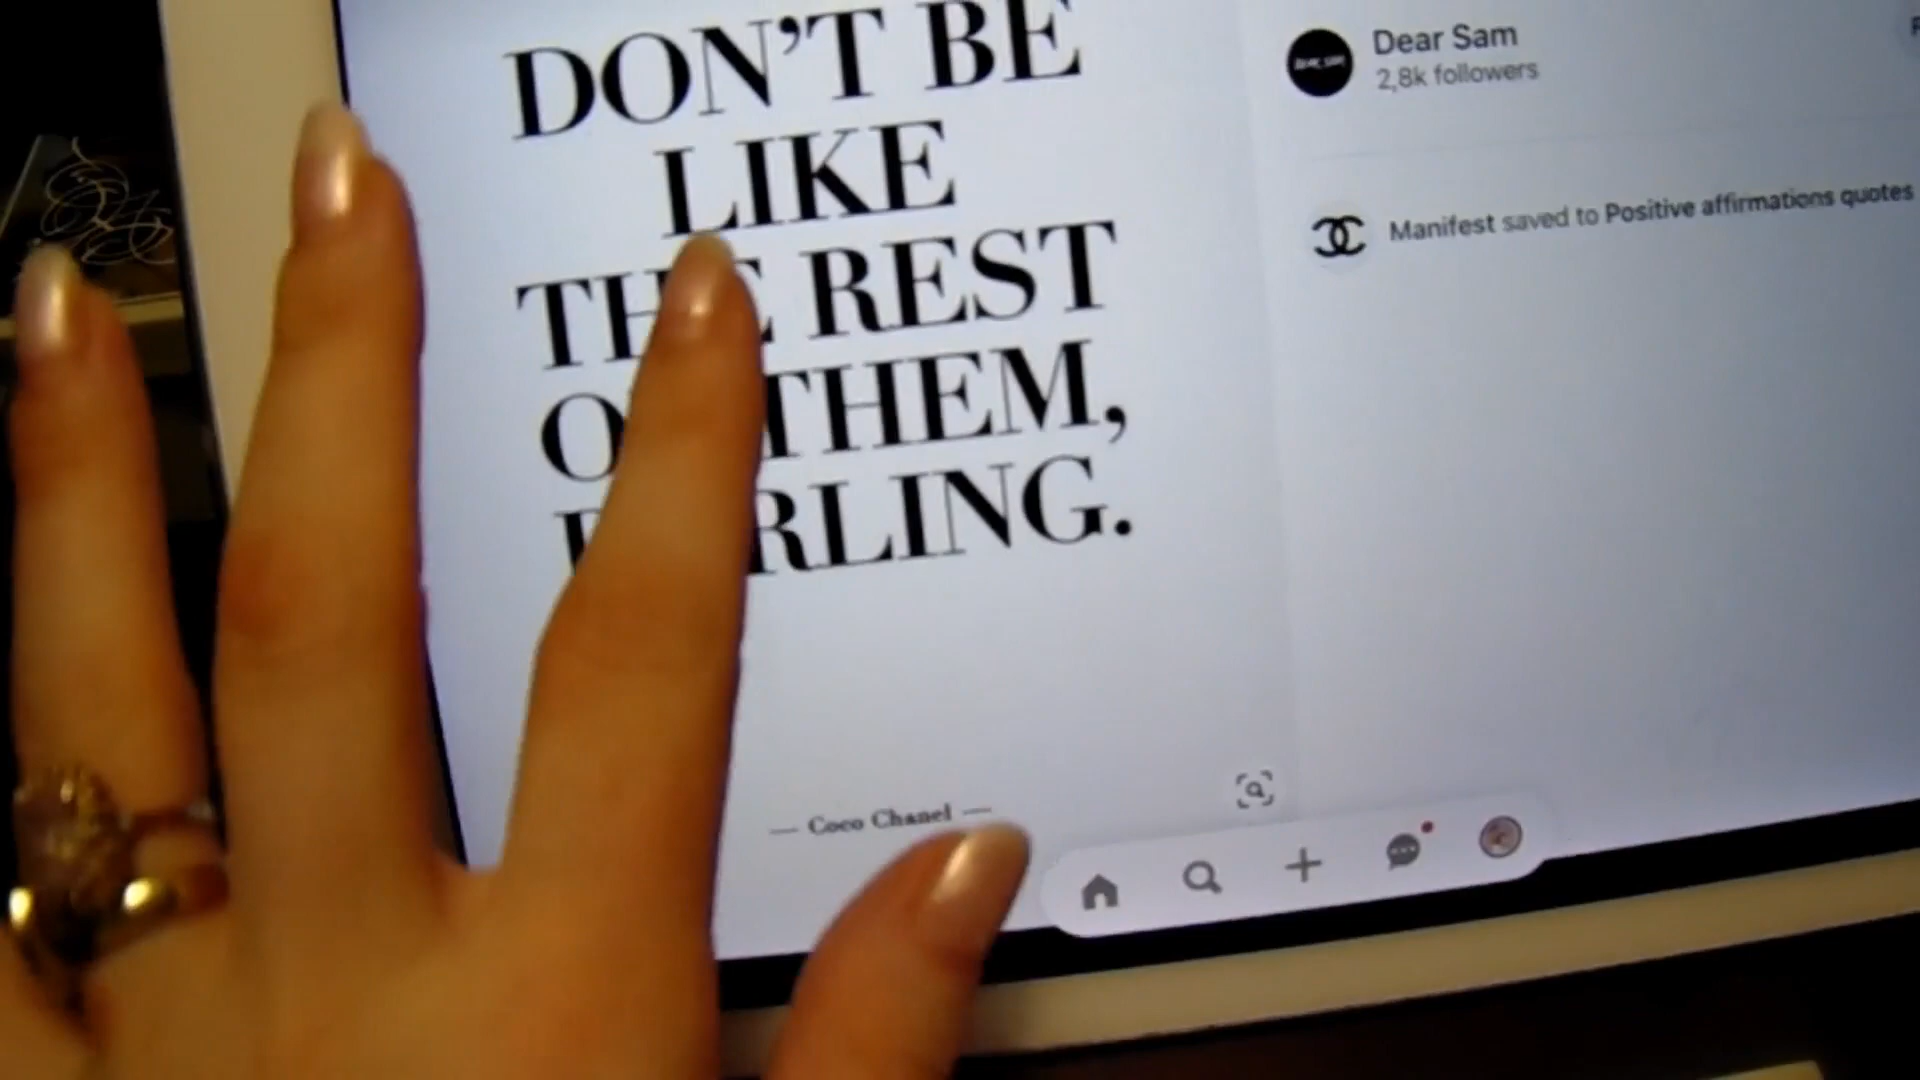 DON'T BE
LIKE
THE REST
OF THEM,
DARLING.
— Coco Chanel —
Dear Sam
2,8k followers
Manifest saved to Positive affirmations quotes